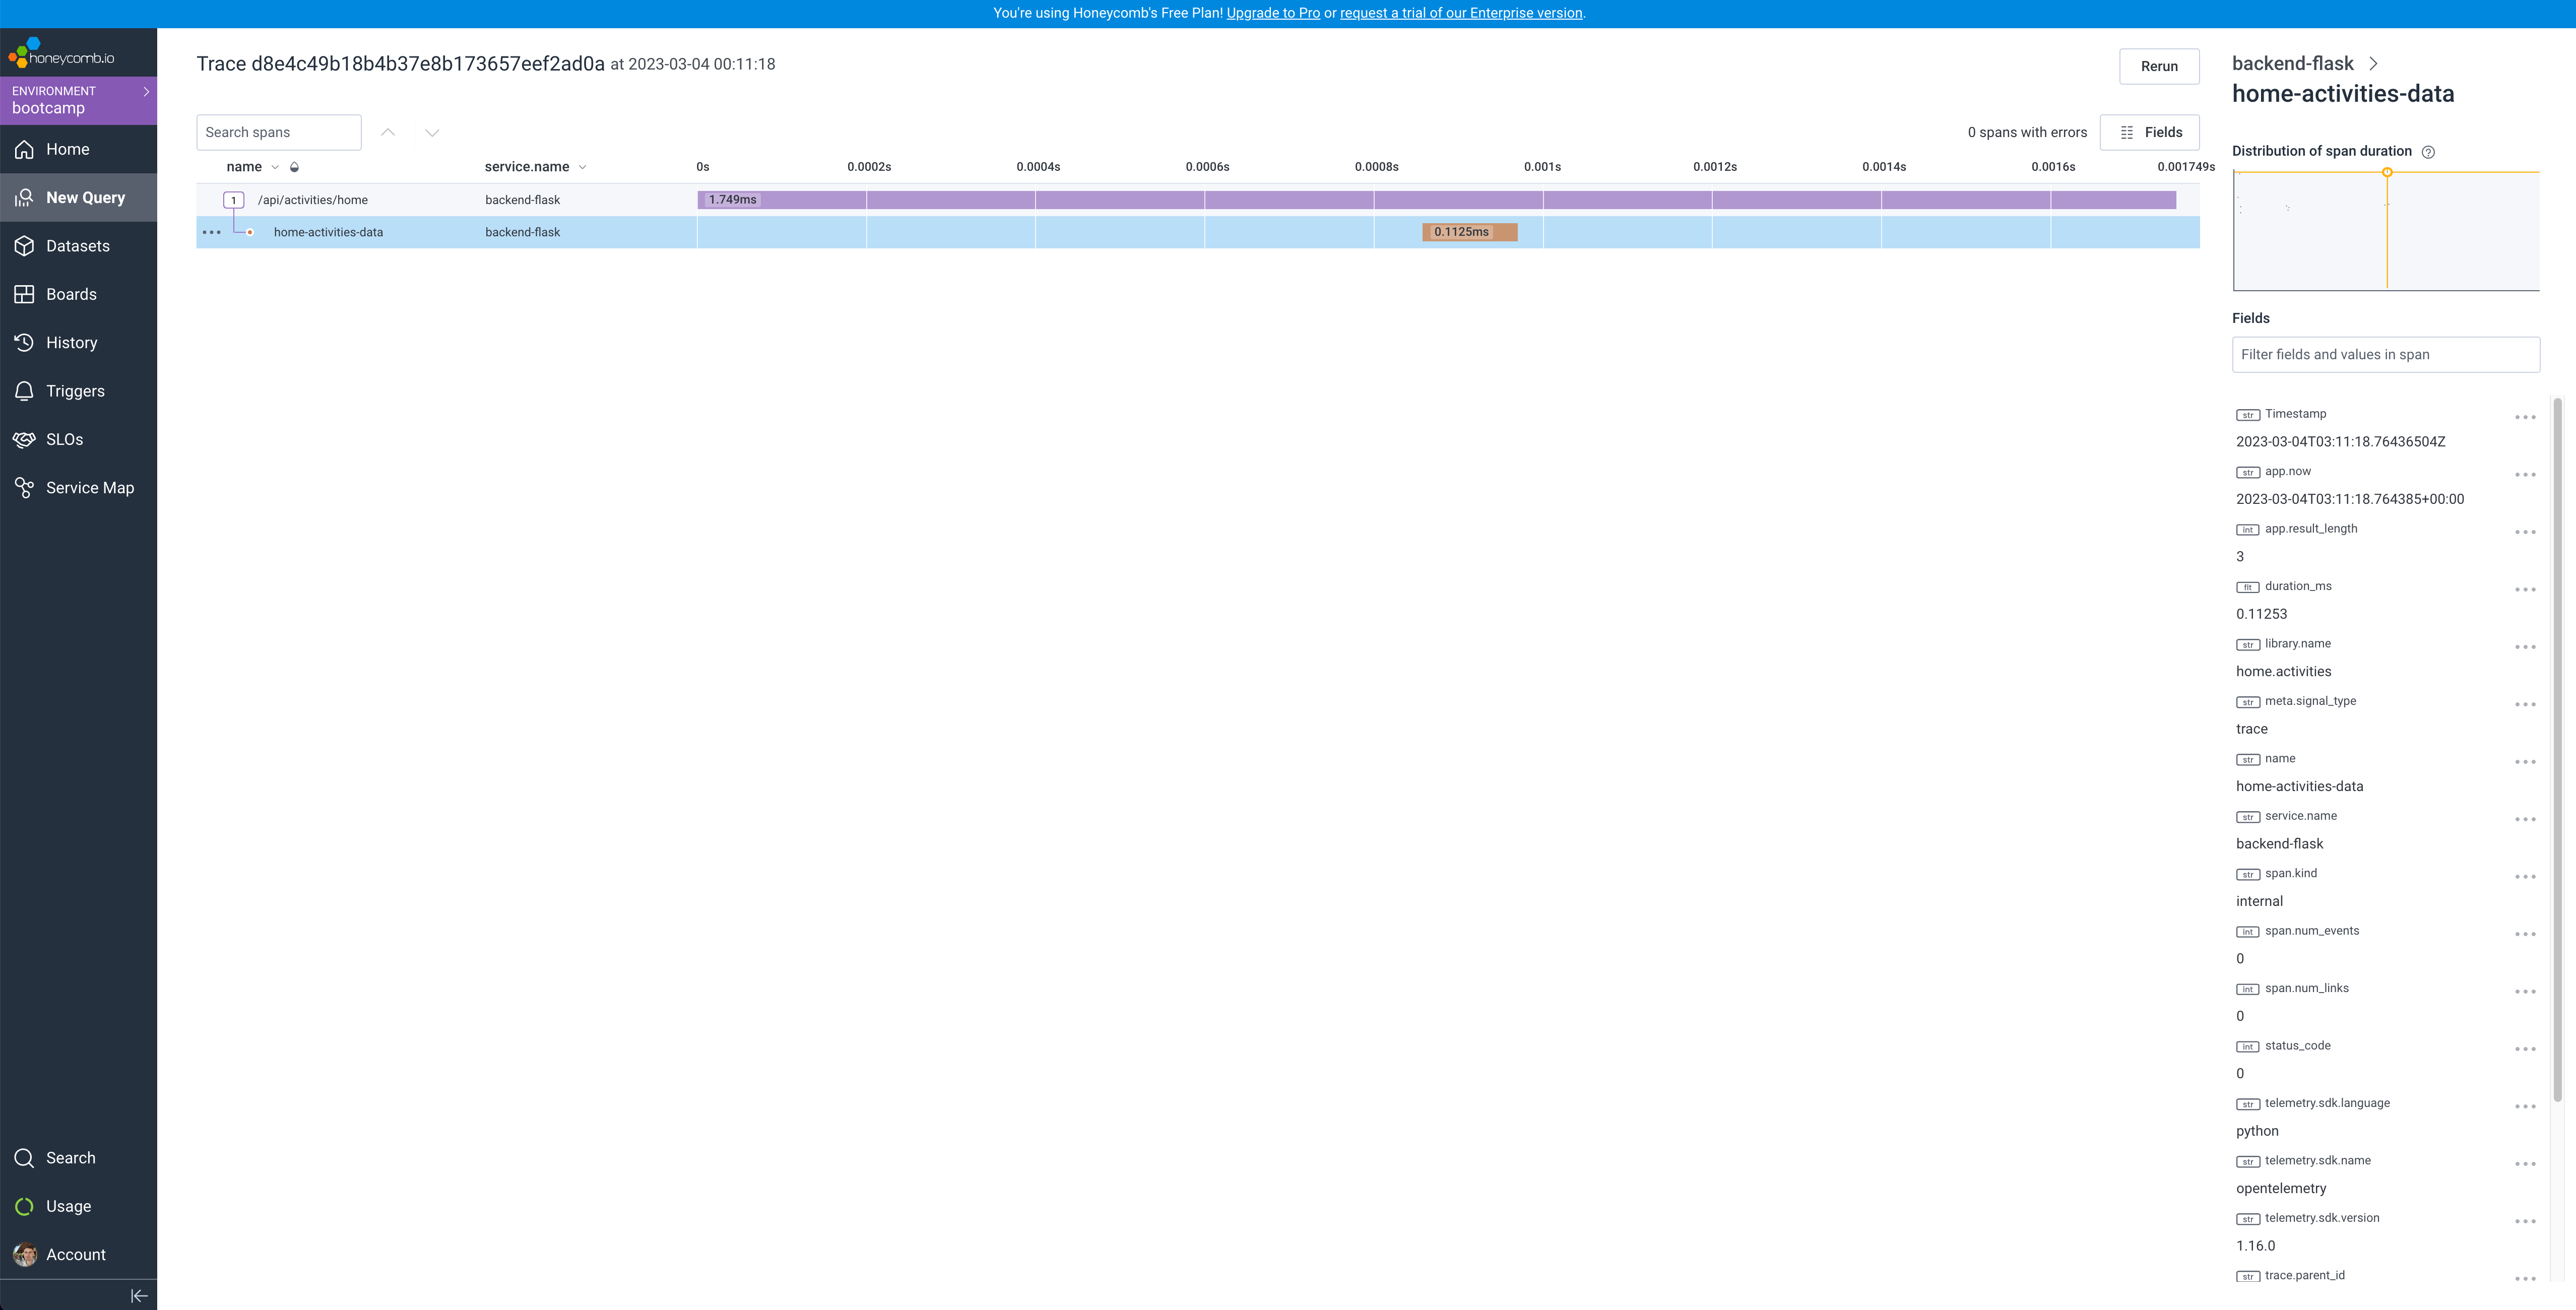 You're using Honeycomb's Free Plan! Upgrade to Pro or request a trial of our Enterprise version.
honeycomb.io
ENVIRONMENT
bootcamp
Home
New Query
Datasets
Boards
History
Triggers
SLOs
Service Map
Search
Usage
Account
Trace d8e4c49b18b4b37e8b173657eef2ad0a at 2023-03-04 00:11:18
Rerun
Search spans
0 spans with errors
Fields
name service.name 0s 0.0002s 0.0004s 0.0006s 0.0008s 0.001s 0.0012s 0.0014s 0.0016s 0.001749s
1 /api/activities/home backend-flask 1.749ms
home-activities-data backend-flask 0.1125ms
backend-flask
home-activities-data
Distribution of span duration ?
Fields
Filter fields and values in span
str Timestamp
2023-03-04T03:11:18.76436504Z
str app.now
2023-03-04T03:11:18.764385+00:00
int app.result_length
3
flt duration_ms
0.11253
str library.name
home.activities
str meta.signal_type
trace
str name
home-activities-data
str service.name
backend-flask
str span.kind
internal
int span.num_events
0
int span.num_links
0
int status_code
0
str telemetry.sdk.language
python
str telemetry.sdk.name
opentelemetry
str telemetry.sdk.version
1.16.0
str trace.parent_id